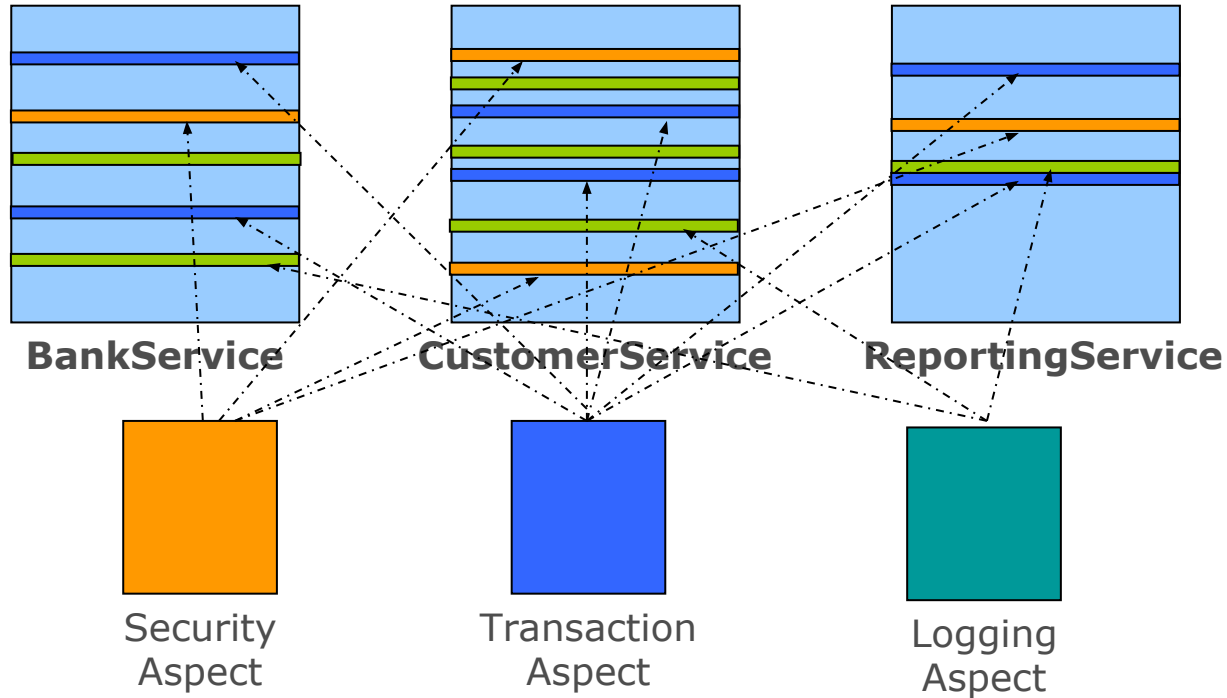 BankService
CustomerService
ReportingService
Security
Aspect
Transaction
Aspect
Logging
Aspect